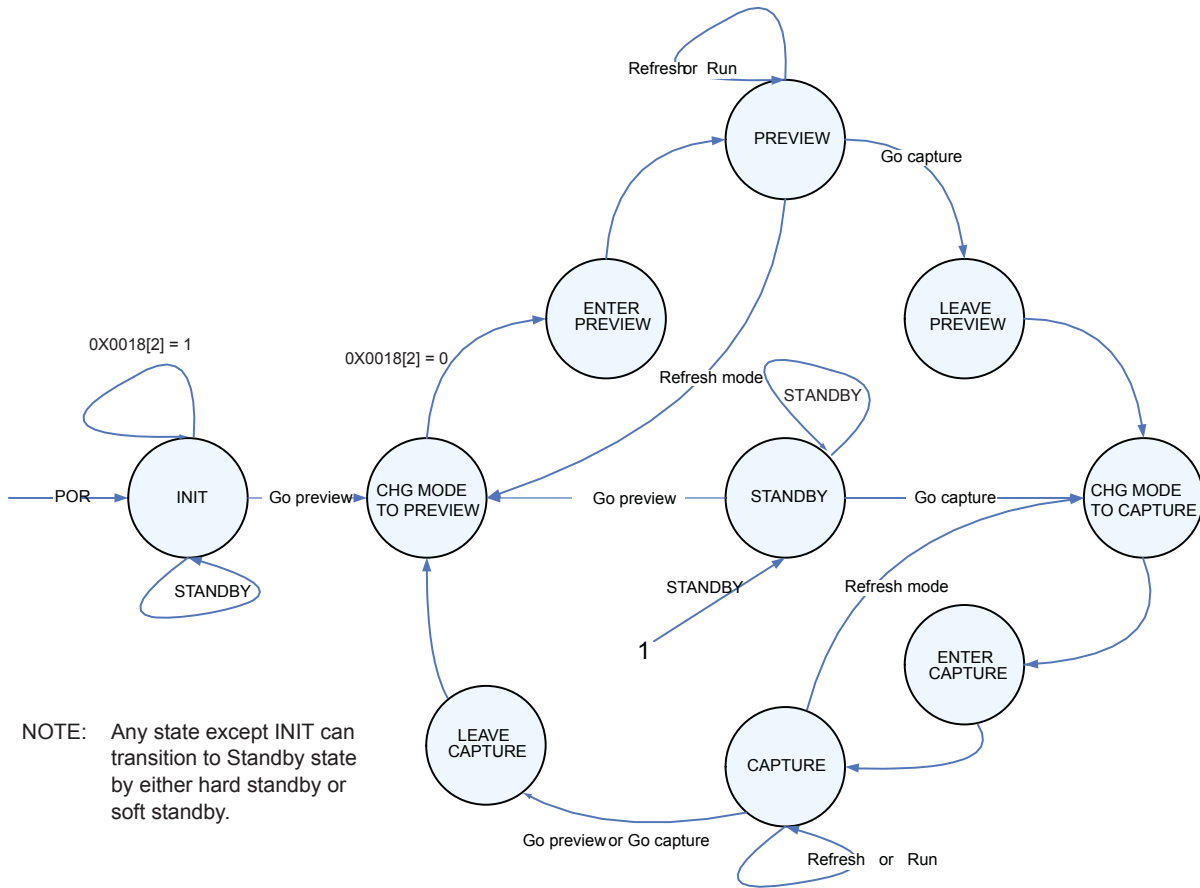 Refresh or Run
PREVIEW
Go capture
ENTER
PREVIEW
LEAVE
PREVIEW
0X0018[2] = 1
0X0018[2] = 0
Refresh mode
STANDBY
POR
INIT
Go preview
CHG MODE
TO PREVIEW
Go preview
STANDBY
Go capture
CHG MODE
TO CAPTURE
STANDBY
STANDBY
Refresh mode
1
ENTER
CAPTURE
NOTE: Any state except INIT can
transition to Standby state
by either hard standby or
soft standby.
LEAVE
CAPTURE
CAPTURE
Go preview or Go capture
Refresh or Run